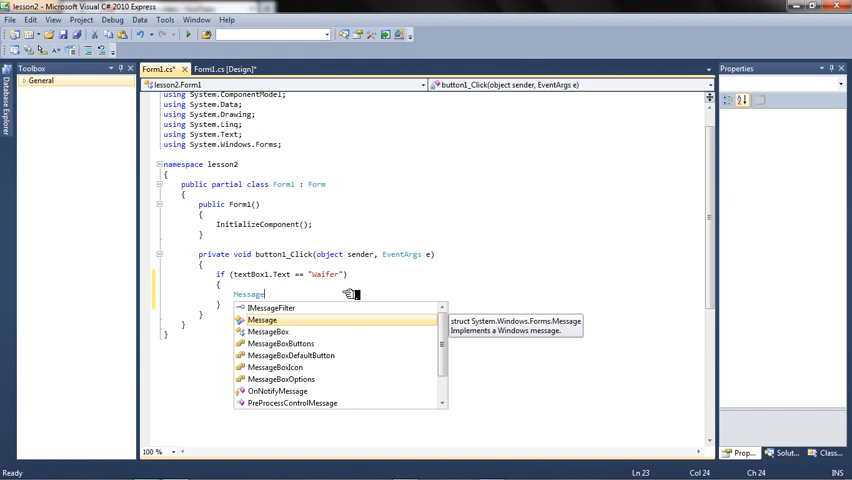 lesson2 - Microsoft Visual C# 2010 Express
File Edit View Project Debug Data Tools Window Help
Toolbox
General
Database Explorer
Form1.cs* Form1.cs [Design]*
lesson2.Form1
button1_Click(object sender, EventArgs e)
using System.ComponentModel;
using System.Data;
using System.Drawing;
using System.Linq;
using System.Text;
using System.Windows.Forms;
namespace lesson2
{
public partial class Form1 : Form
{
public Form1()
{
InitializeComponent();
}
private void button1_Click(object sender, EventArgs e)
{
if (textBox1.Text == "Waifer")
{
Message
}
}
}
}
IMessageFilter
Message
MessageBox
MessageBoxButtons
MessageBoxDefaultButton
MessageBoxIcon
MessageBoxOptions
OnNotifyMessage
PreProcessControlMessage
struct System.Windows.Forms.Message
Implements a Windows message.
Properties
100 %
Prop... Solut... Class...
Ready
Ln 23 Col 24 Ch 24 INS